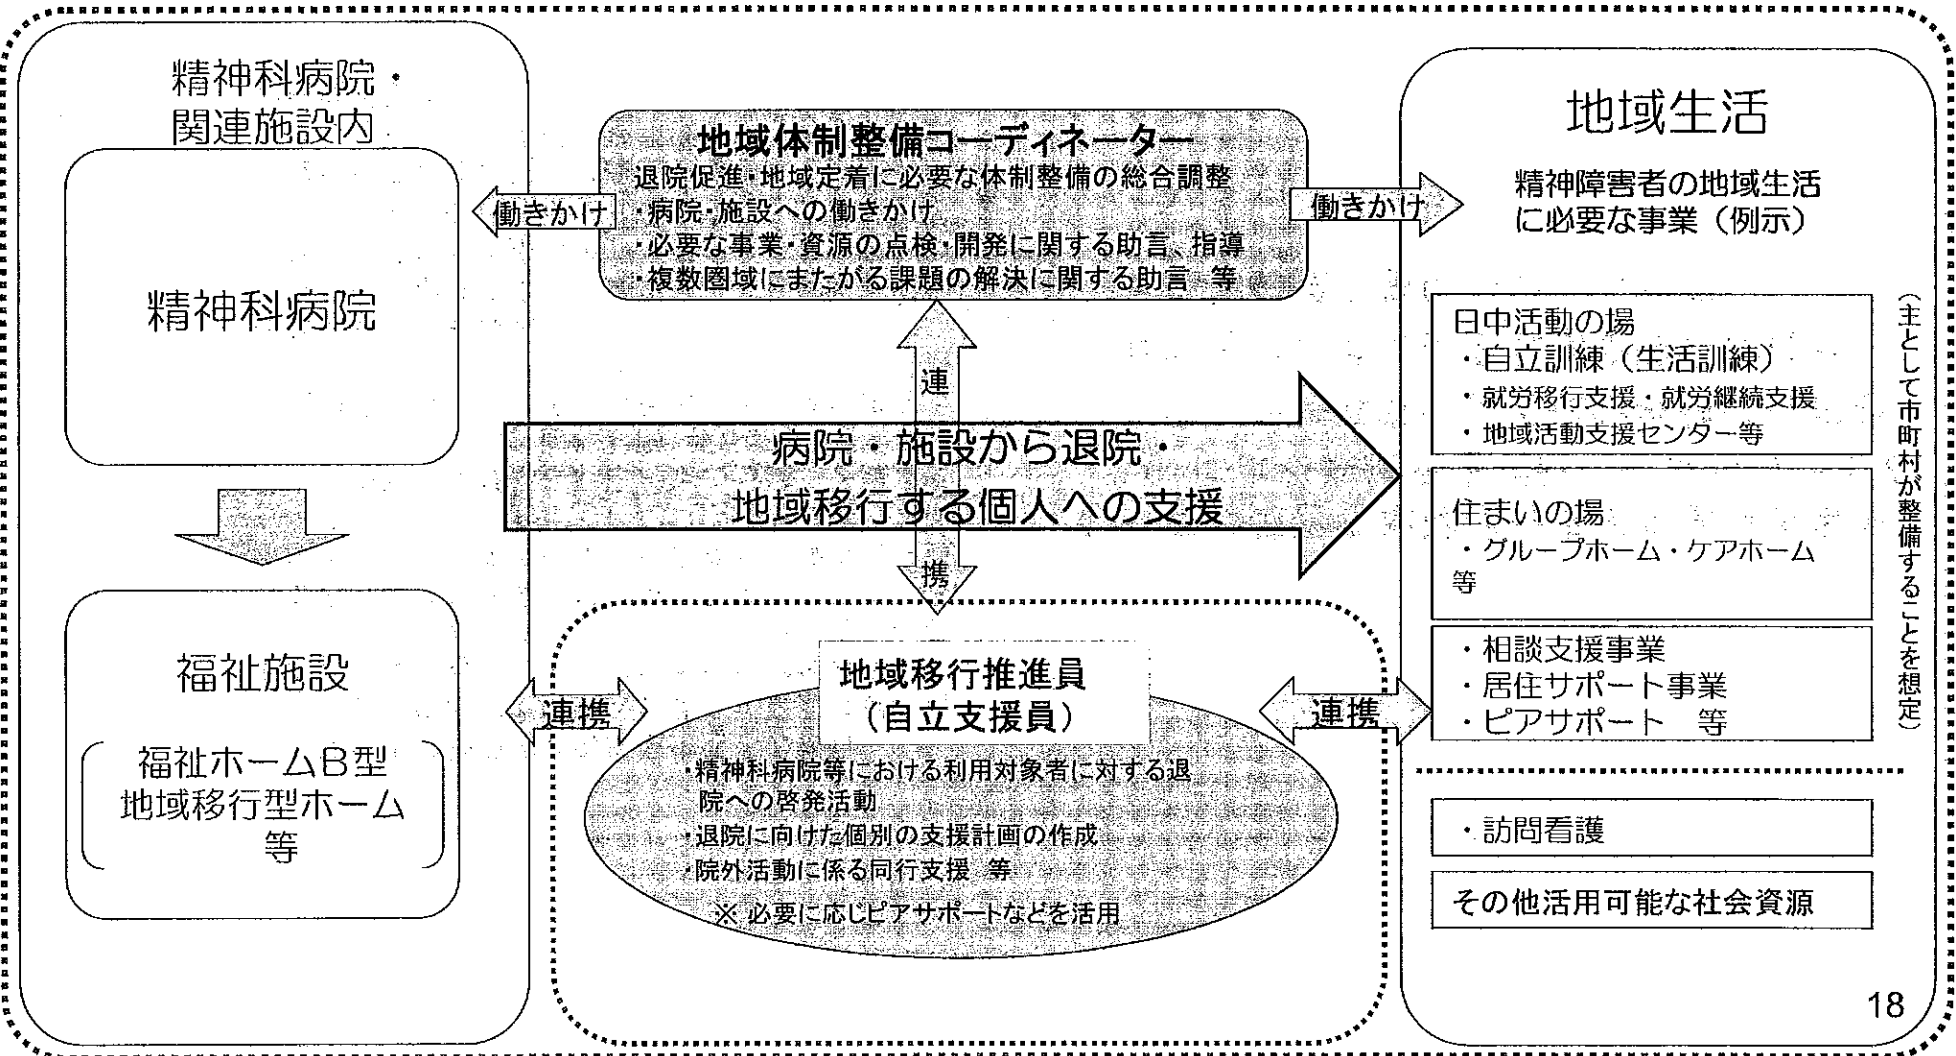 精神科病院・
関連施設内
精神科病院
福祉施設
福祉ホームB型
地域移行型ホーム
等
地域体制整備コーディネーター
退院促進・地域定着に必要な体制整備の総合調整
・病院・施設への働きかけ
・必要な事業・資源の点検・開発に関する助言、指導
・複数圏域にまたがる課題の解決に関する助言 等
働きかけ
働きかけ
連
携
病院・施設から退院・
地域移行する個人への支援
地域移行推進員
(自立支援員)
・精神科病院等における利用対象者に対する退
院への啓発活動
・退院に向けた個別の支援計画の作成
・院外活動に係る同行支援 等
※ 必要に応じピアサポートなどを活用
連携
連携
地域生活
精神障害者の地域生活
に必要な事業(例示)
日中活動の場
・自立訓練(生活訓練)
・就労移行支援・就労継続支援
・地域活動支援センター等
住まいの場
・グループホーム・ケアホーム
等
・相談支援事業
・居住サポート事業
・ピアサポート 等
(主として市町村が整備することを想定)
・訪問看護
その他活用可能な社会資源
18